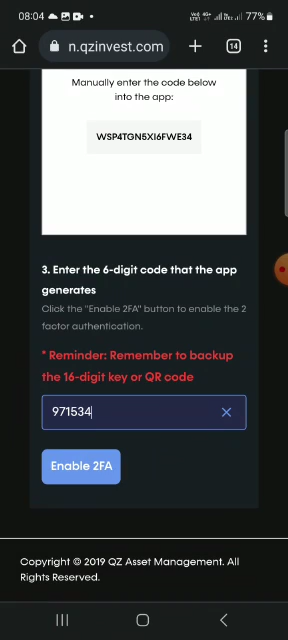 08:04
77%
n.qzinvest.com
14
Manually enter the code below
into the app:
WSP4TGN5XI6FWE34
3. Enter the 6-digit code that the app
generates
Click the "Enable 2FA" button to enable the 2
factor authentication.
* Reminder: Remember to backup
the 16-digit key or QR code
971534
Enable 2FA
Copyright © 2019 QZ Asset Management. All
Rights Reserved.